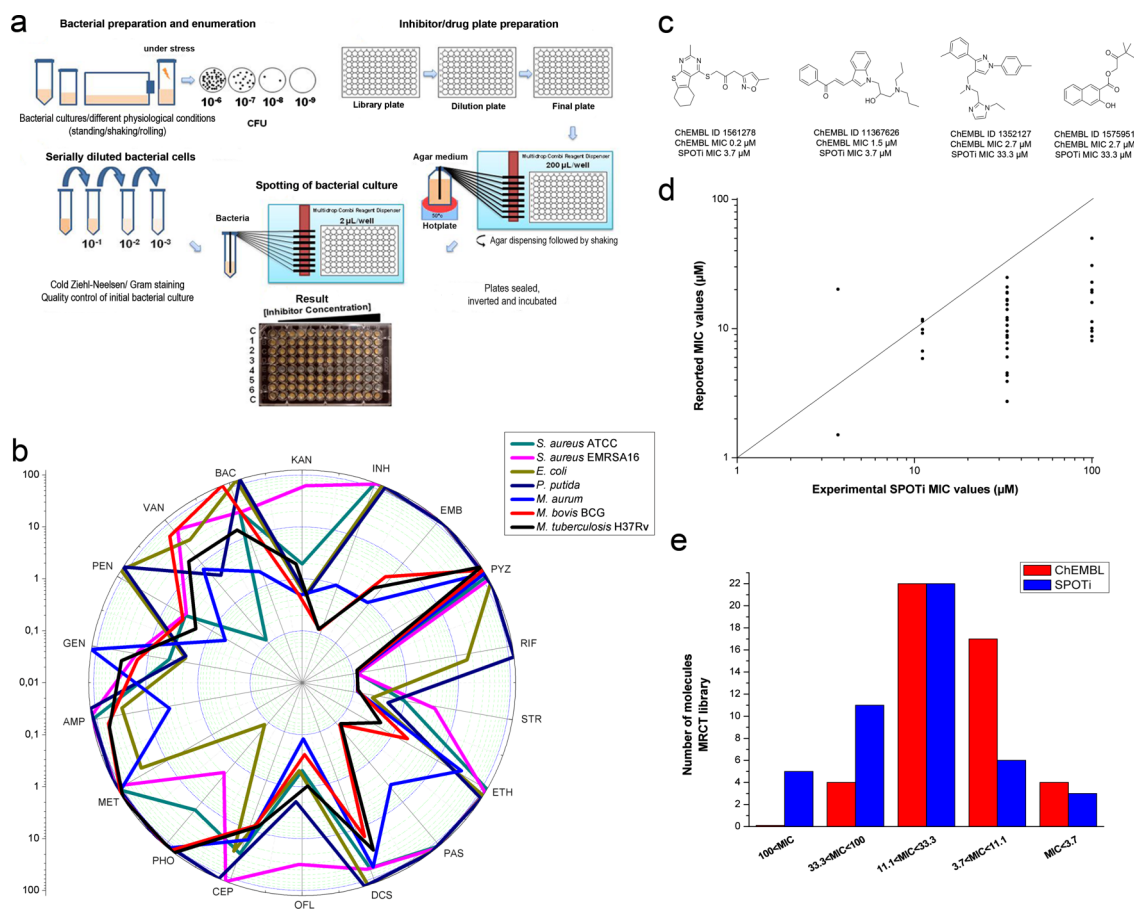 a
Bacterial preparation and enumeration
under stress
10-6 10-7 10-8 10-9
CFU
Bacterial cultures/different physiological conditions
(standing/shaking/rolling)
Inhibitor/drug plate preparation
Library plate
Dilution plate
Final plate
Serially diluted bacterial cells
10-1 10-2 10-3
Cold Ziehl-Neelsen/ Gram staining
Quality control of initial bacterial culture
Spotting of bacterial culture
Bacteria
Multidrop Combi Reagent Dispenser
2 µL/well
Agar medium
Hotplate
Multidrop Combi Reagent Dispenser
200 µL/well
Agar dispensing followed by shaking
Plates sealed,
inverted and incubated
Result
[Inhibitor Concentration]
C
1
2
3
4
5
6
C
b
100
10
1
0,1
0,01
0,1
1
10
100
KAN
INH
EMB
PYZ
RIF
STR
ETH
PAS
DCS
OFL
CEP
PHO
MET
AMP
GEN
PEN
VAN
BAC
S. aureus ATCC
S. aureus EMRSA16
E. coli
P. putida
M. aurum
M. bovis BCG
M. tuberculosis H37Rv
c
ChEMBL ID 1561278
ChEMBL MIC 0.2 µM
SPOTi MIC 3.7 µM
ChEMBL ID 11367626
ChEMBL MIC 1.5 µM
SPOTi MIC 3.7 µM
ChEMBL ID 1352127
ChEMBL MIC 2.7 µM
SPOTi MIC 33.3 µM
ChEMBL ID 1575951
ChEMBL MIC 2.7 µM
SPOTi MIC 33.3 µM
d
Reported MIC values (µM)
100
10
1
1 10 100
Experimental SPOTi MIC values (µM)
e
Number of molecules
MRCT library
22
20
18
16
14
12
10
8
6
4
2
0
ChEMBL
SPOTi
100<MIC
33.3<MIC<100
11.1<MIC<33.3
3.7<MIC<11.1
MIC<3.7